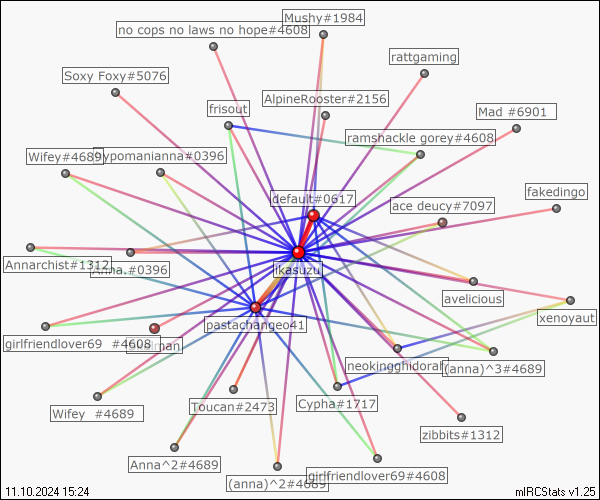 Mushy#1984
no cops no laws no hope#4608
rattgaming
Soxy Foxy#5076
AlpineRooster#2156
frisout
Mad #6901
ramshackle gorey#4608
Wifey#4689
ypomanianna#0396
default#0617
ace deucy#7097
fakedingo
ikasuzu
Annarchist#1312
Anna.#0396
avelicious
xenoyaut
pastachangeo41
girlfriendlover69 #4608
neokingghidorah
(anna)^3#4689
Toucan#2473
Cypha#1717
Wifey #4689
zibbits#1312
Anna^2#4689
(anna)^2#4689
girlfriendlover69#4608
11.10.2024 15:24
mIRCStats v1.25